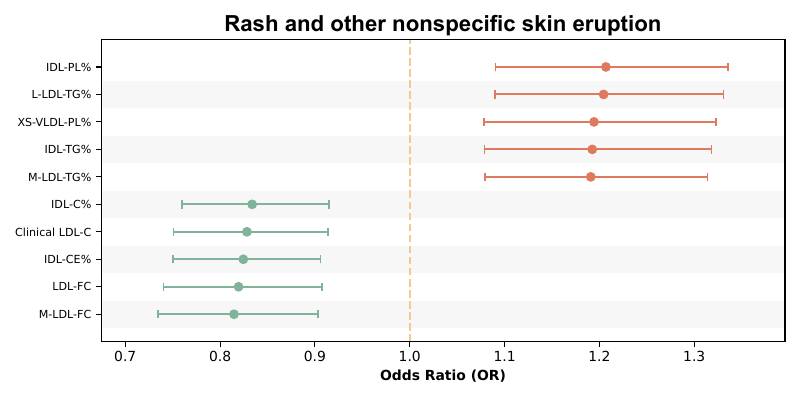 Rash and other nonspecific skin eruption
IDL-PL%
L-LDL-TG%
XS-VLDL-PL%
IDL-TG%
M-LDL-TG%
IDL-C%
Clinical LDL-C
IDL-CE%
LDL-FC
M-LDL-FC
0.7 0.8 0.9 1.0 1.1 1.2 1.3
Odds Ratio (OR)